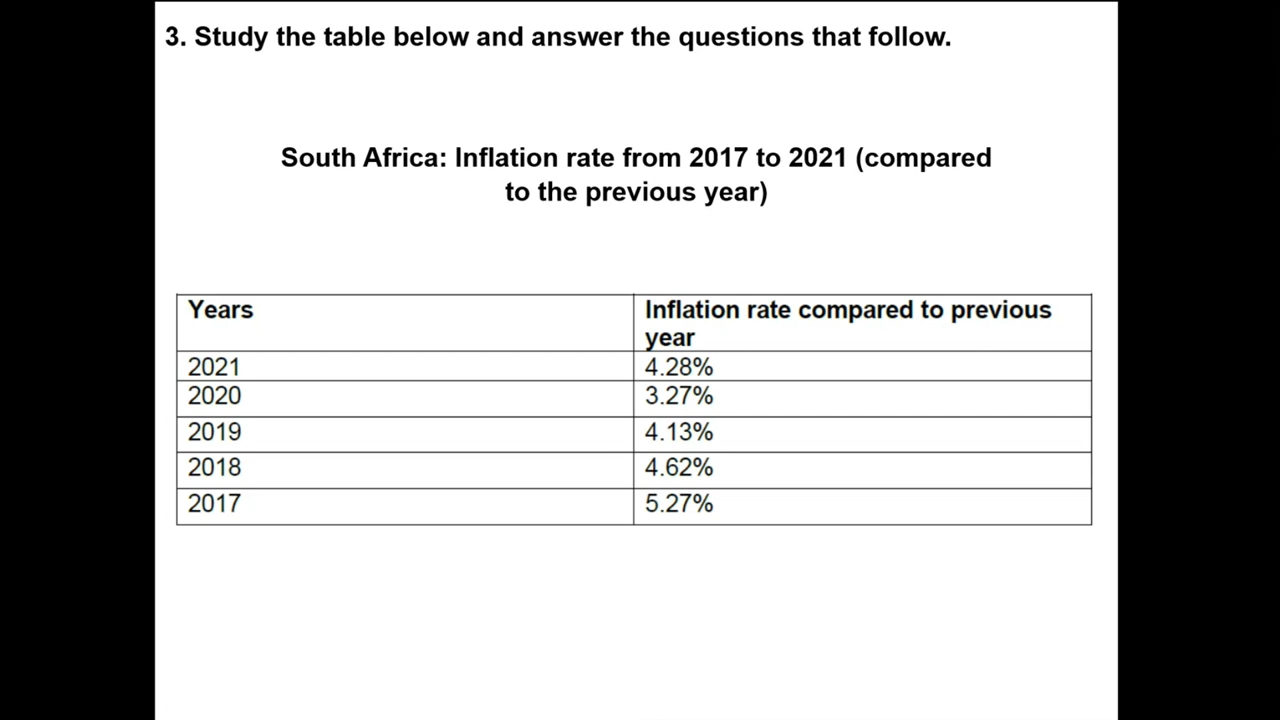 3. Study the table below and answer the questions that follow.
South Africa: Inflation rate from 2017 to 2021 (compared
to the previous year)
Years Inflation rate compared to previous
year
2021 4.28%
2020 3.27%
2019 4.13%
2018 4.62%
2017 5.27%